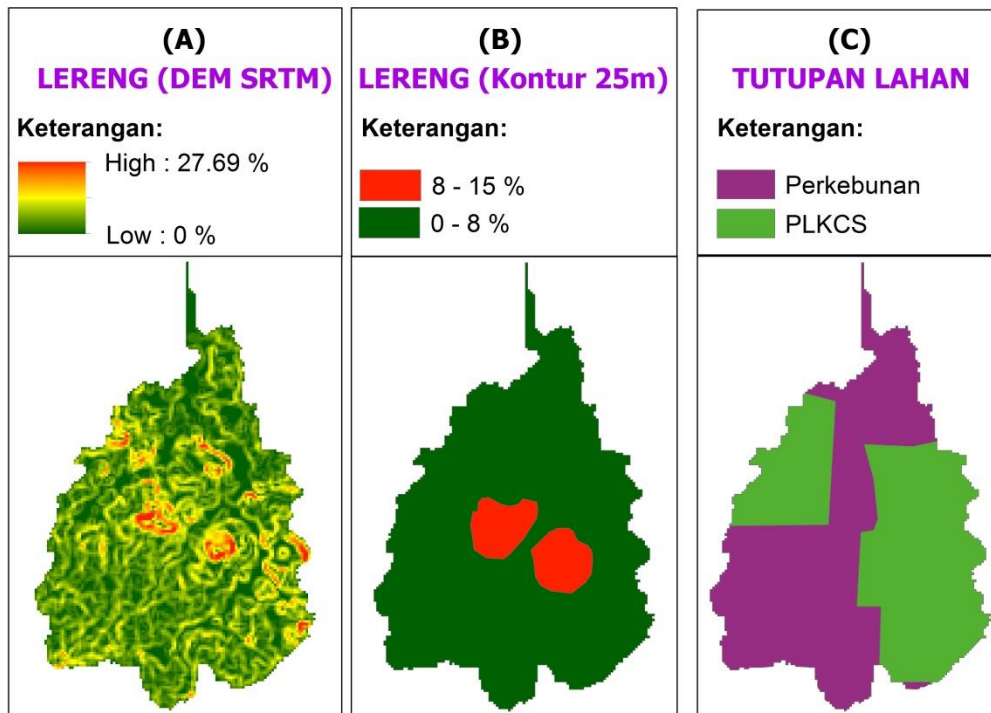 (A)
LERENG (DEM SRTM)
Keterangan:
High : 27.69 %
Low : 0 %
(B)
LERENG (Kontur 25m)
Keterangan:
8 - 15 %
0 - 8 %
(C)
TUTUPAN LAHAN
Keterangan:
Perkebunan
PLKCS